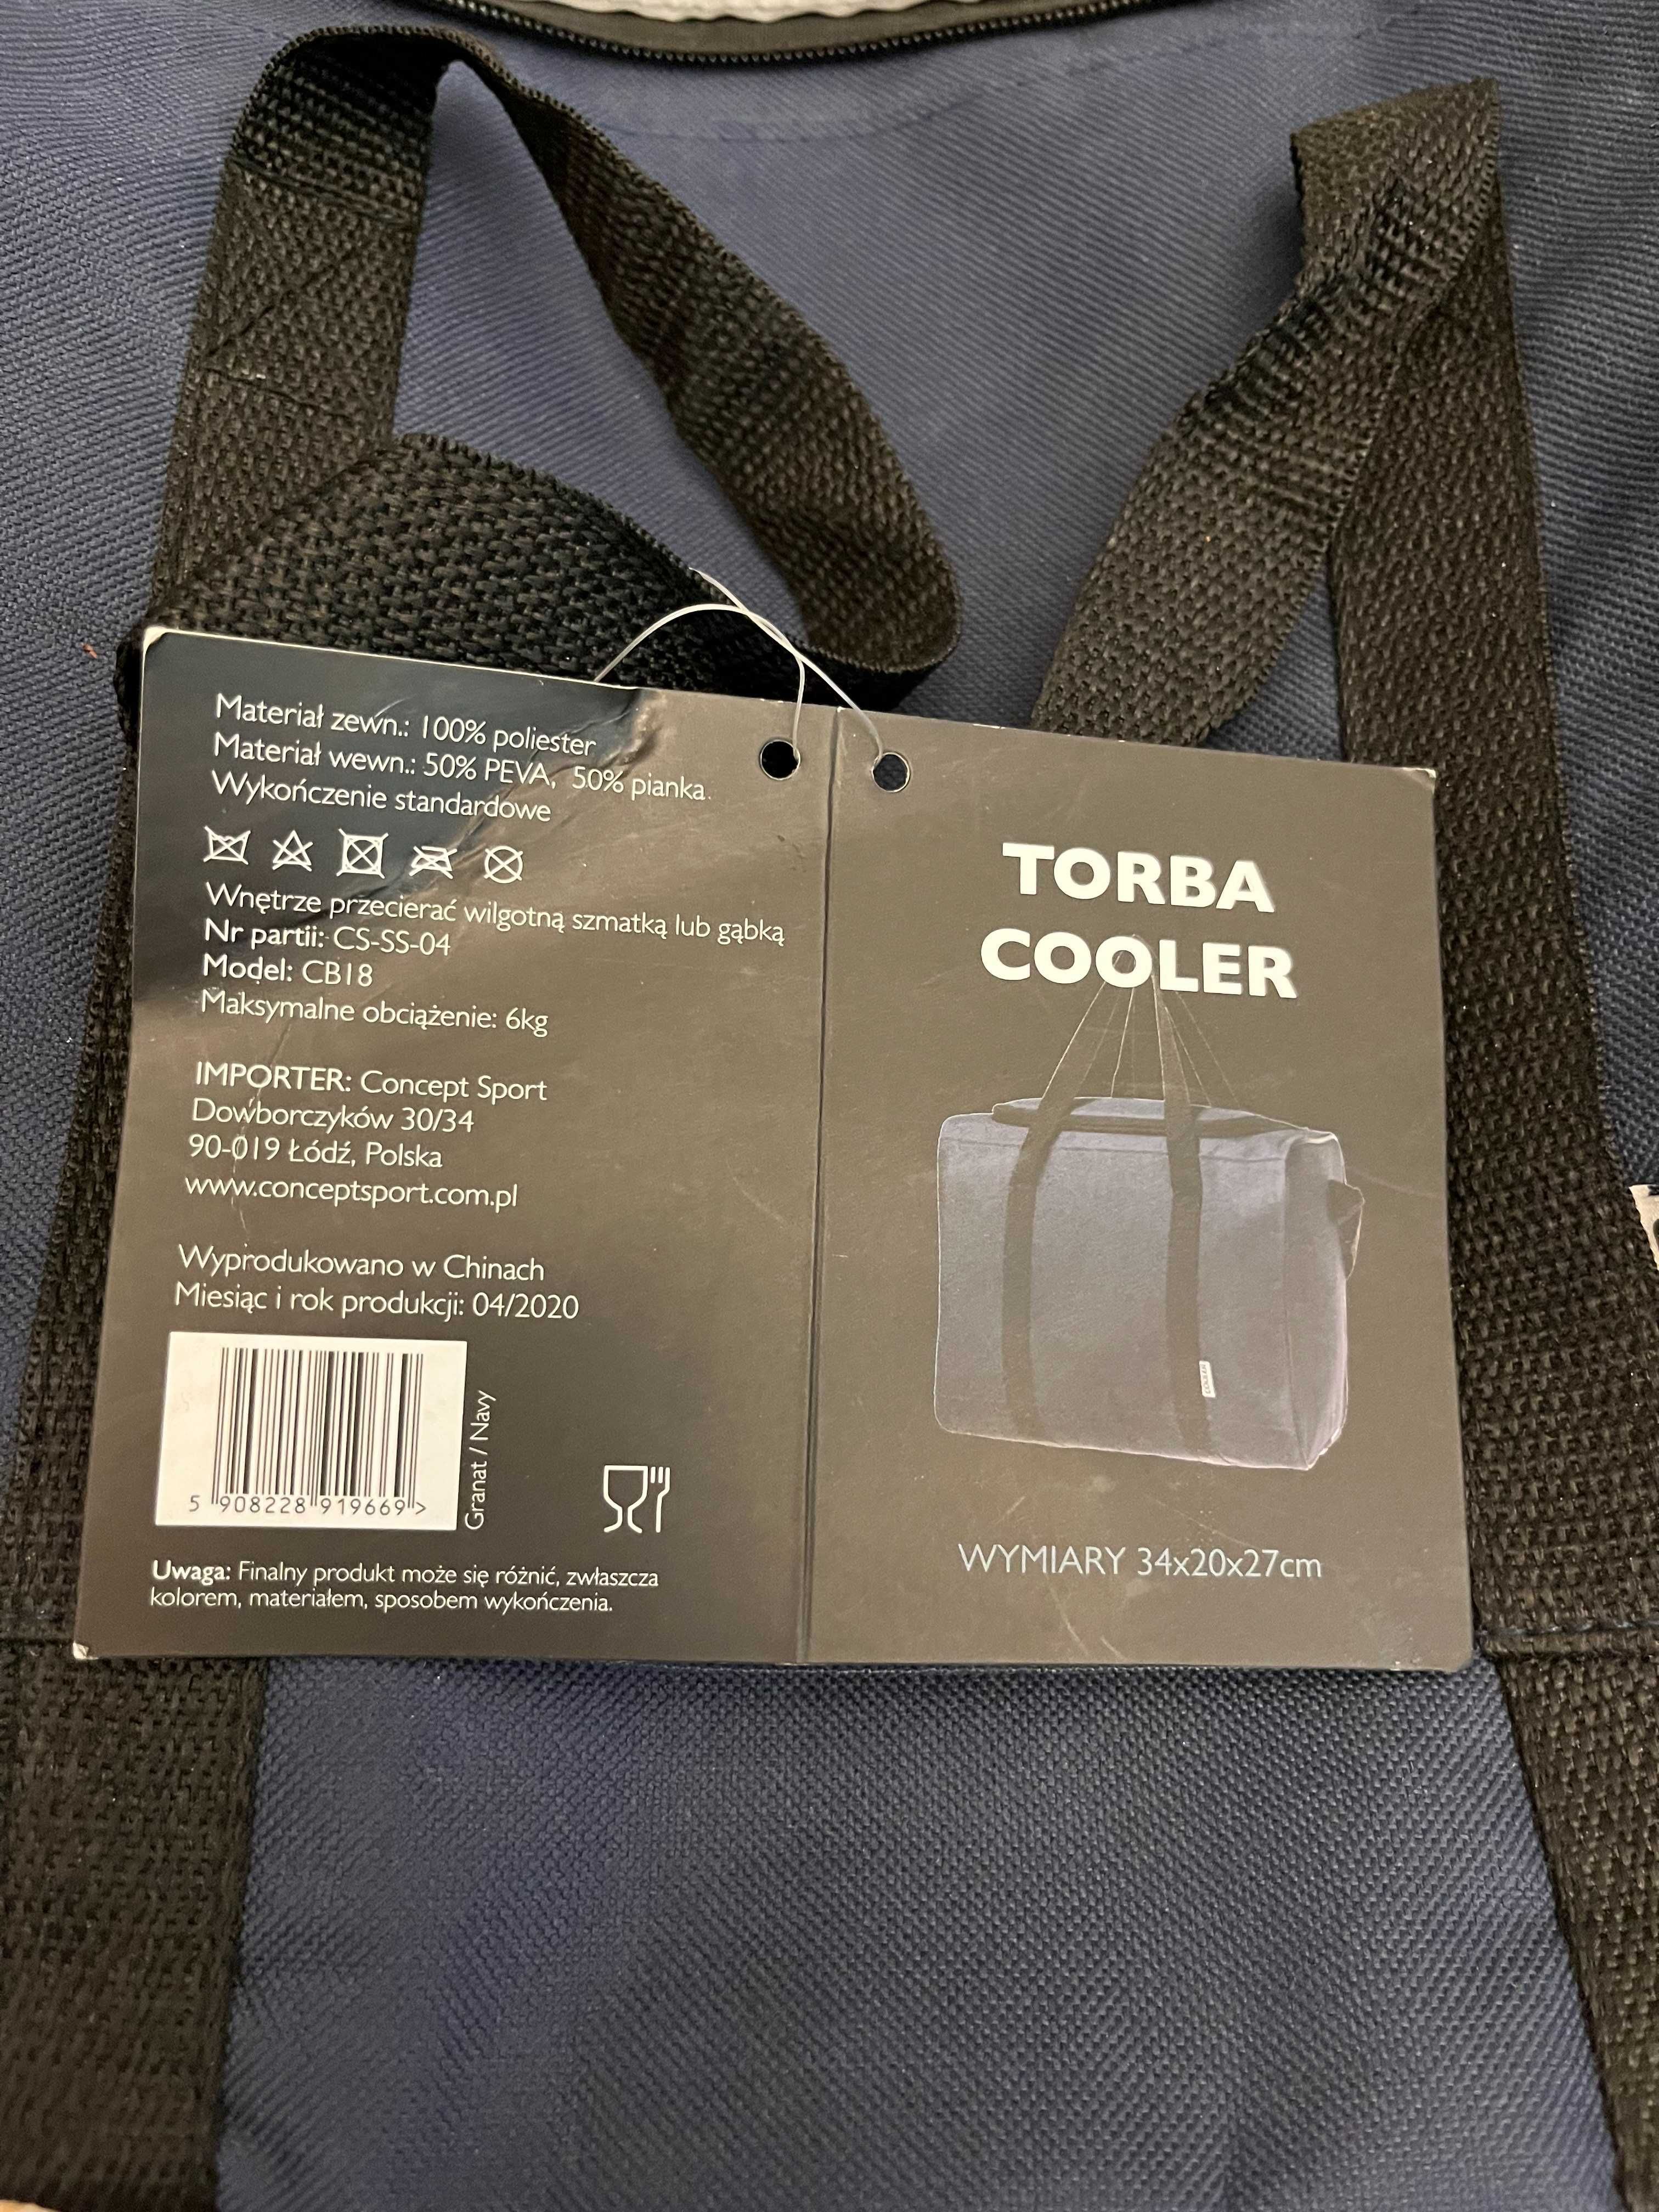 Materiał zewn.: 100% poliester
Materiał wewn.: 50% PEVA, 50% pianka.
Wykończenie standardowe
Wnętrze przecierać wilgotną szmatką lub gąbką
Nr partii: CS-SS-04
Model: CB18
Maksymalne obciążenie: 6kg
IMPORTER: Concept Sport
Dowborczyków 30/34
90-019 Łódź, Polska
www.conceptsport.com.pl
Wyprodukowano w Chinach
Miesiąc i rok produkcji: 04/2020
5 908228 919669 >
Granat / Navy
Uwaga: Finalny produkt może się różnić, zwłaszcza
kolorem, materiałem, sposobem wykończenia.
TORBA
COOLER
COOLER
WYMIARY 34x20x27cm